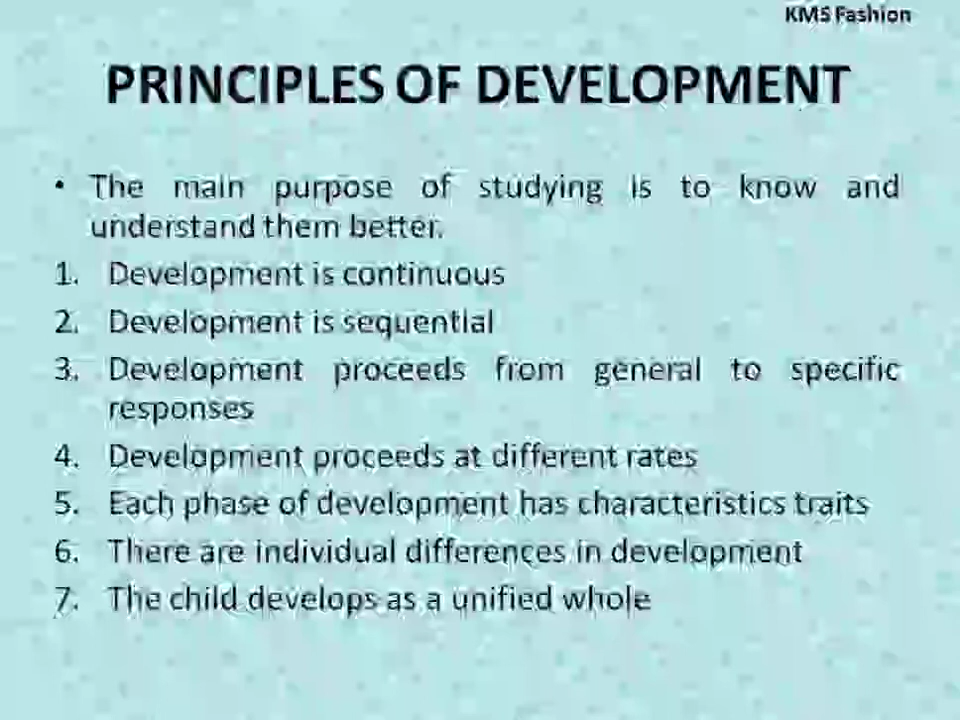 KMS Fashion
PRINCIPLES OF DEVELOPMENT
• The main purpose of studying is to know and
understand them better.
1. Development is continuous
2. Development is sequential
3. Development proceeds from general to specific
responses
4. Development proceeds at different rates
5. Each phase of development has characteristics traits
6. There are individual differences in development
7. The child develops as a unified whole